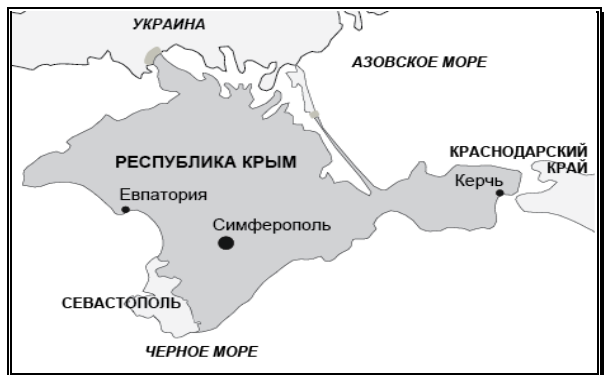 УКРАИНА
АЗОВСКОЕ МОРЕ
КРАСНОДАРСКИЙ
КРАЙ
РЕСПУБЛИКА КРЫМ
Керчь
Евпатория
Симферополь
СЕВАСТОПОЛЬ
ЧЕРНОЕ МОРЕ